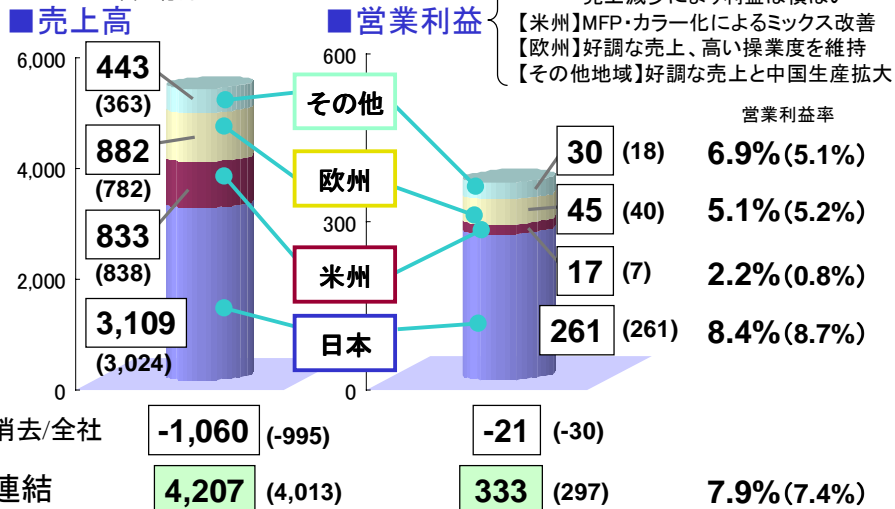 ■売上高
■営業利益
【米州】MFP・カラー化によるミックス改善
【欧州】好調な売上、高い操業度を維持
【その他地域】好調な売上と中国生産拡大
営業利益率
6,000
4,000
2,000
0
443
(363)
882
(782)
833
(838)
3,109
(3,024)
その他
欧州
米州
日本
600
300
0
30 (18) 6.9%(5.1%)
45 (40) 5.1%(5.2%)
17 (7) 2.2%(0.8%)
261 (261) 8.4%(8.7%)
消去/全社 -1,060 (-995) -21 (-30)
連結 4,207 (4,013) 333 (297) 7.9%(7.4%)